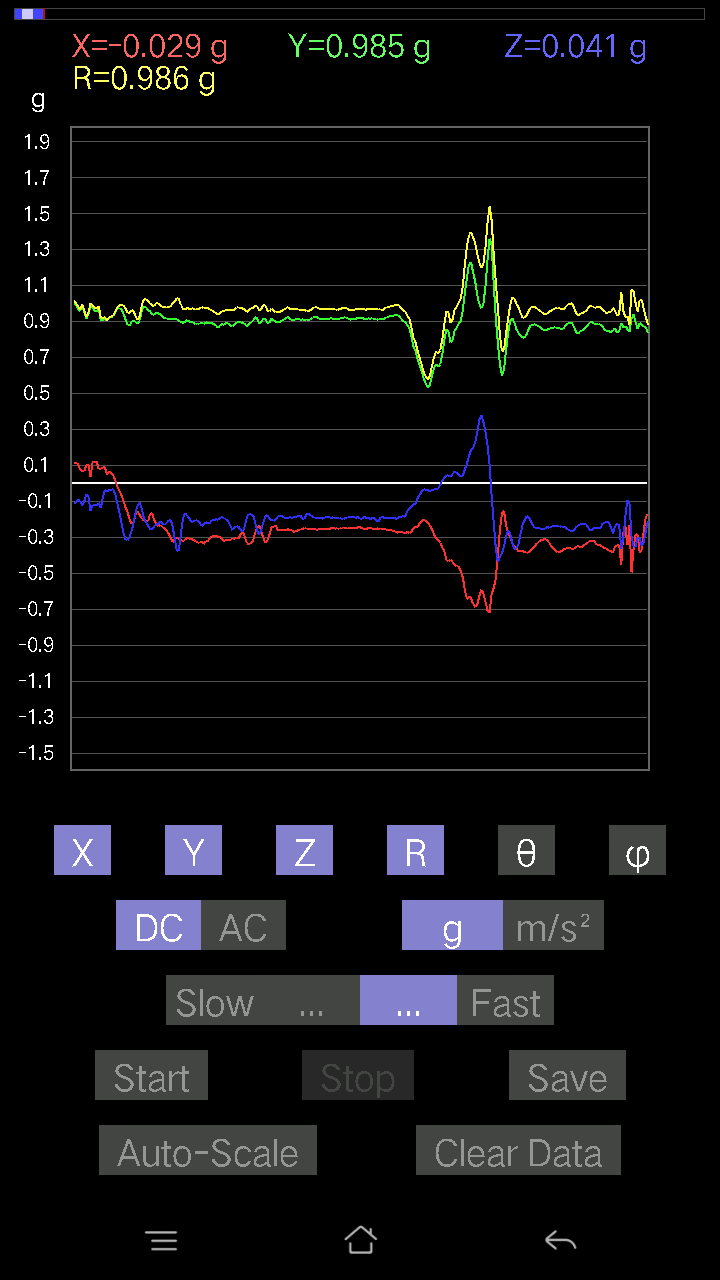 X=-0.029 g Y=0.985 g Z=0.041 g
R=0.986 g
g
1.9
1.7
1.5
1.3
1.1
0.9
0.7
0.5
0.3
0.1
-0.1
-0.3
-0.5
-0.7
-0.9
-1.1
-1.3
-1.5
X Y Z R θ φ
DC AC g m/s²
Slow ... ... Fast
Start Stop Save
Auto-Scale Clear Data